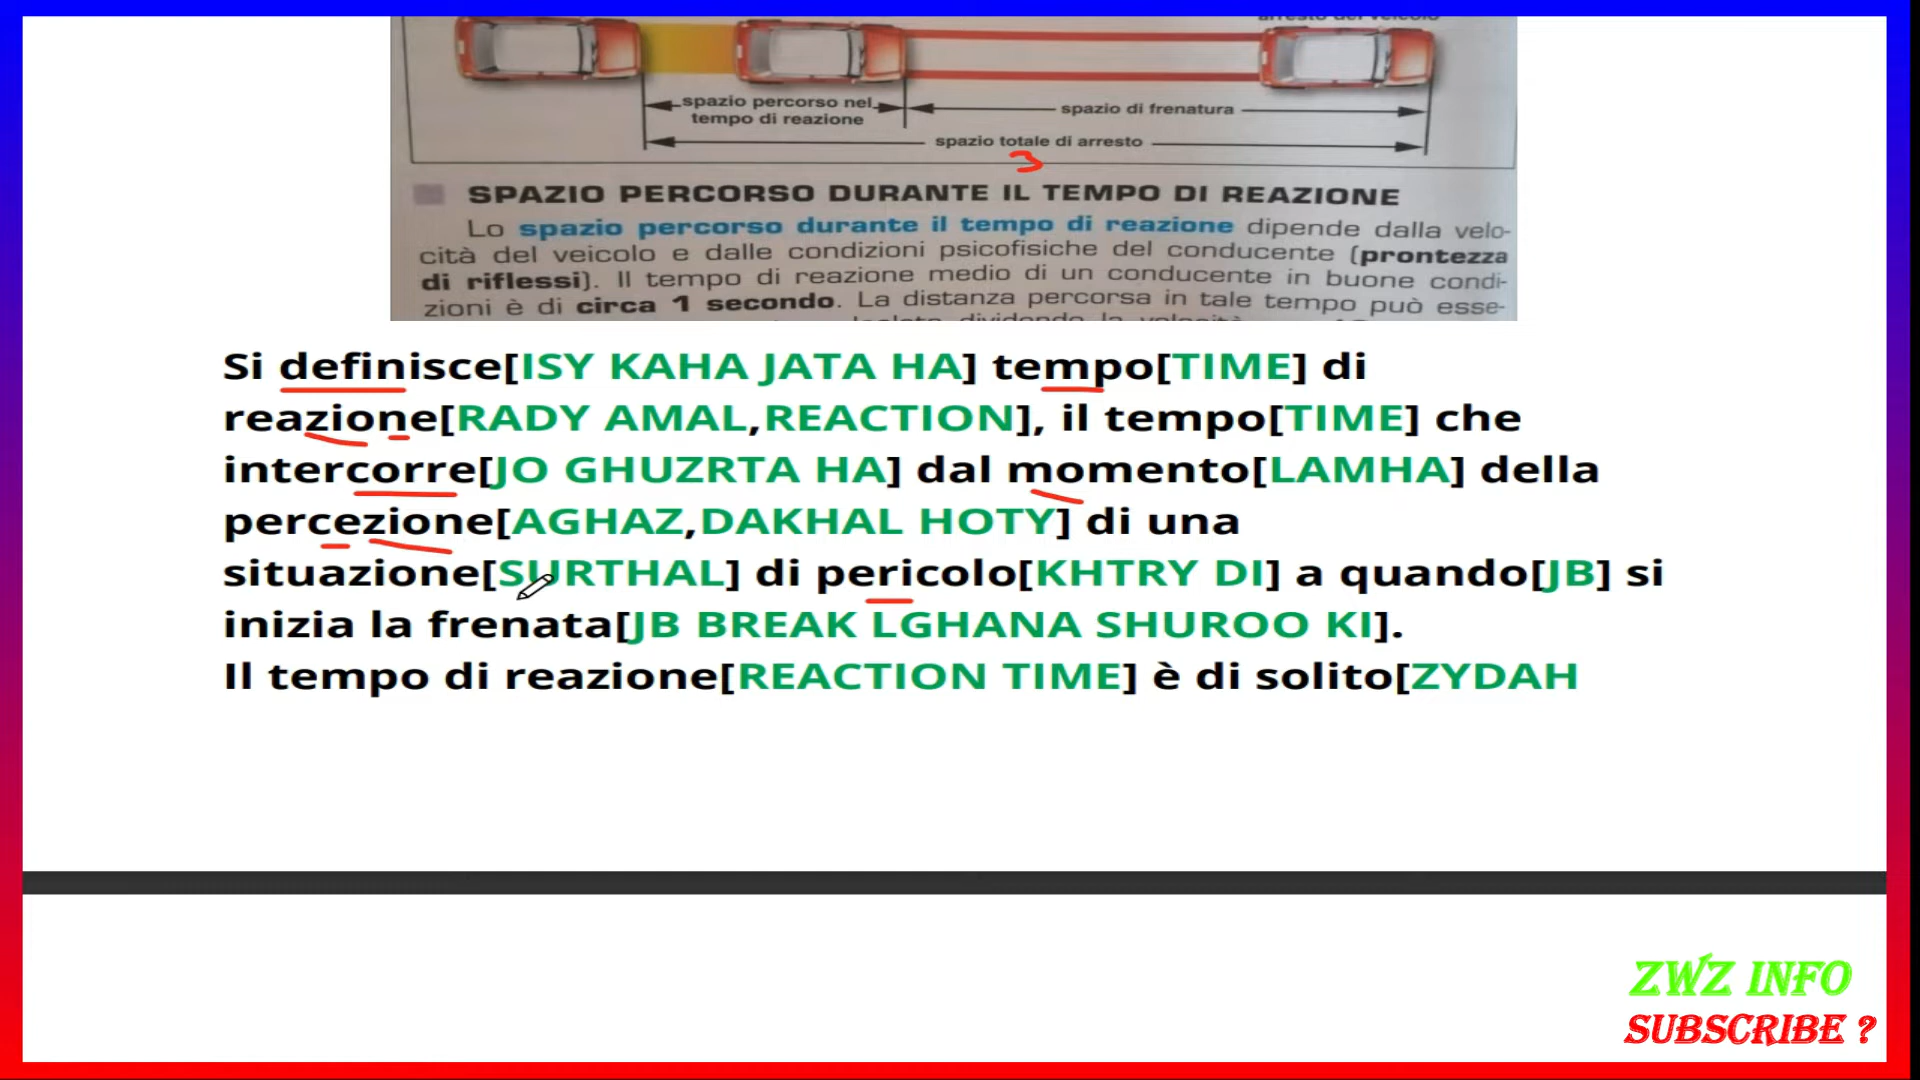 spazio percorso nel
tempo di reazione
spazio di frenatura
spazio totale di arresto
SPAZIO PERCORSO DURANTE IL TEMPO DI REAZIONE
Lo spazio percorso durante il tempo di reazione dipende dalla velo-
cità del veicolo e dalle condizioni psicofisiche del conducente (prontezza
di riflessi). Il tempo di reazione medio di un conducente in buone condi-
zioni è di circa 1 secondo. La distanza percorsa in tale tempo può esse-
Si definisce[ISY KAHA JATA HA] tempo[TIME] di
reazione[RADY AMAL,REACTION], il tempo[TIME] che
intercorre[JO GHUZRTA HA] dal momento[LAMHA] della
percezione[AGHAZ,DAKHAL HOTY] di una
situazione[SURTHAL] di pericolo[KHTRY DI] a quando[JB] si
inizia la frenata[JB BREAK LGHANA SHUROO KI].
Il tempo di reazione[REACTION TIME] è di solito[ZYDAH
ZWZ INFO
SUBSCRIBE ?